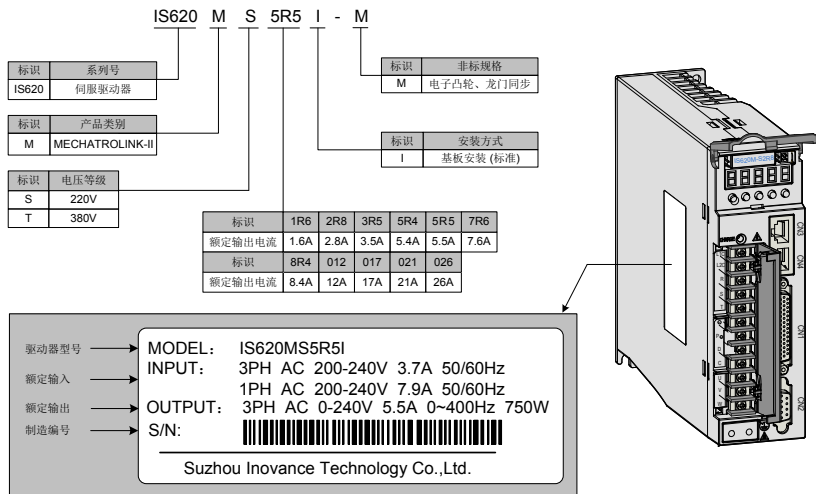 IS620 M S 5R5 I - M
标识 系列号
IS620 伺服驱动器
标识 产品类别
M MECHATROLINK-II
标识 电压等级
S 220V
T 380V
标识 非标规格
M 电子凸轮、龙门同步
标识 安装方式
I 基板安装 (标准)
标识 1R6 2R8 3R5 5R4 5R5 7R6
额定输出电流 1.6A 2.8A 3.5A 5.4A 5.5A 7.6A
标识 8R4 012 017 021 026
额定输出电流 8.4A 12A 17A 21A 26A
IS620M-S2R8
CN3
CN4
CN1
CN2
驱动器型号
额定输入
额定输出
制造编号
MODEL: IS620MS5R5I
INPUT: 3PH AC 200-240V 3.7A 50/60Hz
1PH AC 200-240V 7.9A 50/60Hz
OUTPUT: 3PH AC 0-240V 5.5A 0~400Hz 750W
S/N:
Suzhou Inovance Technology Co.,Ltd.